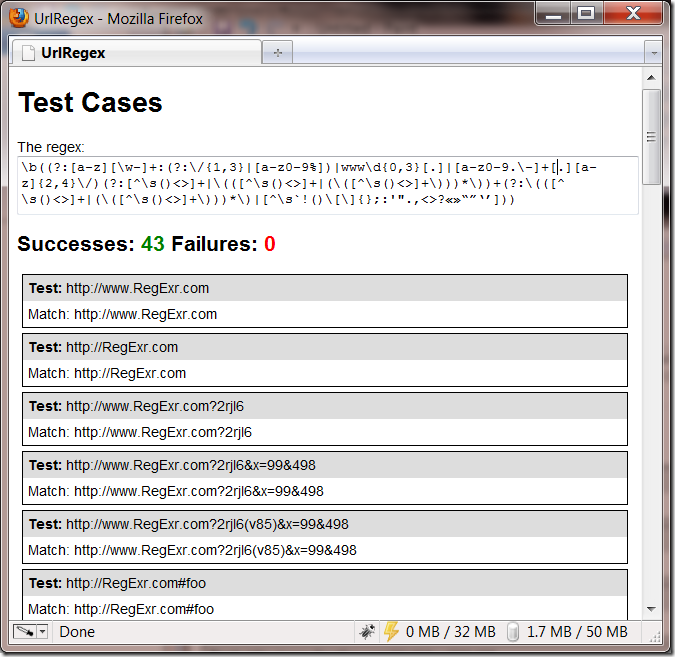 UrlRegex - Mozilla Firefox
UrlRegex
Test Cases
The regex:
\b((?:[a-z][\w-]+:(?:\/{1,3}|[a-z0-9%])|www\d{0,3}[.]|[a-z0-9.\-]+[.][a-
z]{2,4}\/)(?:[^\s()<>]+|\(([^\s()<>]+|(\([^\s()<>]+\)))*\))+(?:\(([^
\s()<>]+|(\([^\s()<>]+\)))*\)|[^\s`!()\[\]{};:'".,<>?«»“”‘’]))
Successes: 43 Failures: 0
Test: http://www.RegExr.com
Match: http://www.RegExr.com
Test: http://RegExr.com
Match: http://RegExr.com
Test: http://www.RegExr.com?2rjl6
Match: http://www.RegExr.com?2rjl6
Test: http://www.RegExr.com?2rjl6&x=99&498
Match: http://www.RegExr.com?2rjl6&x=99&498
Test: http://www.RegExr.com?2rjl6(v85)&x=99&498
Match: http://www.RegExr.com?2rjl6(v85)&x=99&498
Test: http://RegExr.com#foo
Match: http://RegExr.com#foo
Done
0 MB / 32 MB
1.7 MB / 50 MB